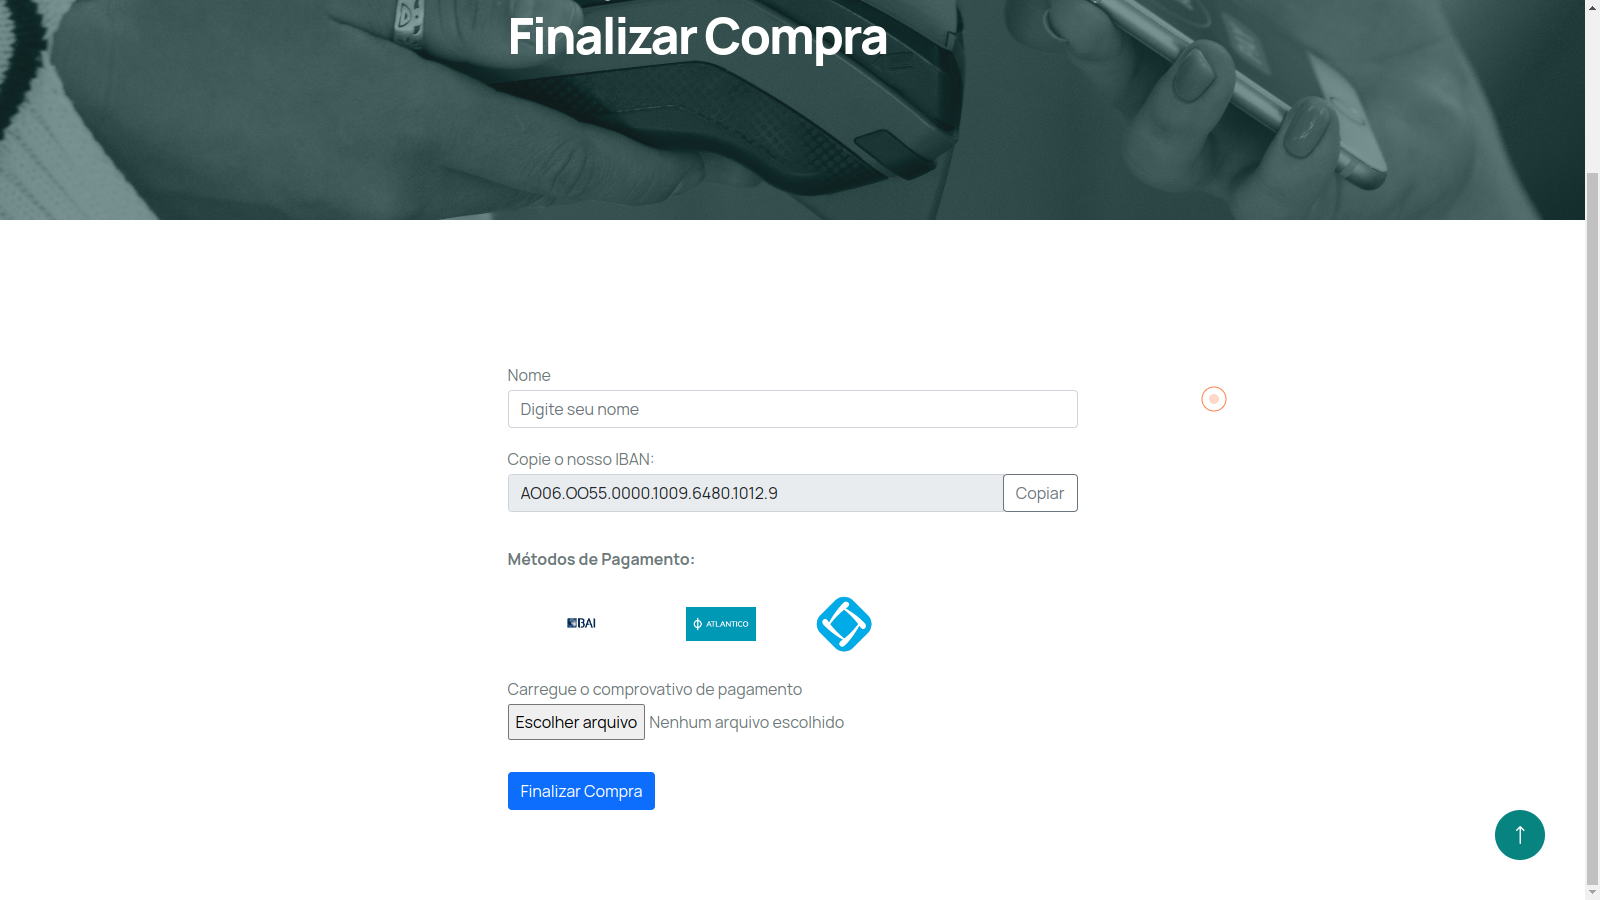 Finalizar Compra
Nome
Digite seu nome
Copie o nosso IBAN:
AO06.OO55.0000.1009.6480.1012.9
Copiar
Métodos de Pagamento:
BAI
ATLANTICO
Carregue o comprovativo de pagamento
Escolher arquivo Nenhum arquivo escolhido
Finalizar Compra